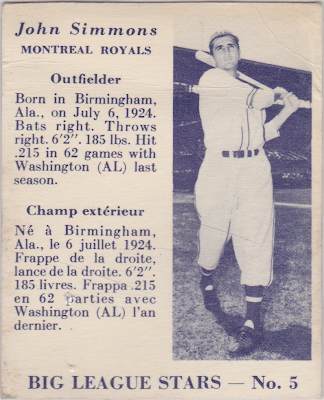 John Simmons
MONTREAL ROYALS
Outfielder
Born in Birmingham,
Ala., on July 6, 1924.
Bats right. Throws
right. 6'2". 185 lbs. Hit
.215 in 62 games with
Washington (AL) last
season.
Champ extérieur
Né à Birmingham,
Ala., le 6 juillet 1924.
Frappe de la droite,
lance de la droite. 6'2".
185 livres. Frappa .215
en 62 parties avec
Washington (AL) l'an
dernier.
BIG LEAGUE STARS — No. 5